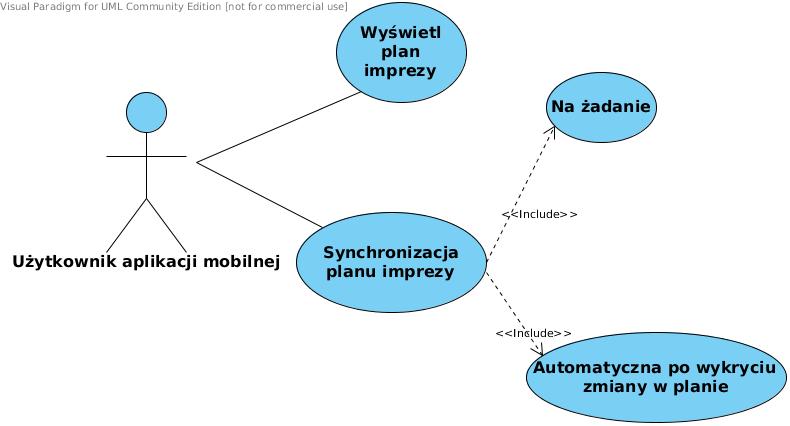 Visual Paradigm for UML Community Edition [not for commercial use]
Wyświetl
plan
imprezy
Na żadanie
<<Include>>
Użytkownik aplikacji mobilnej
Synchronizacja
planu imprezy
<<Include>>
Automatyczna po wykryciu
zmiany w planie